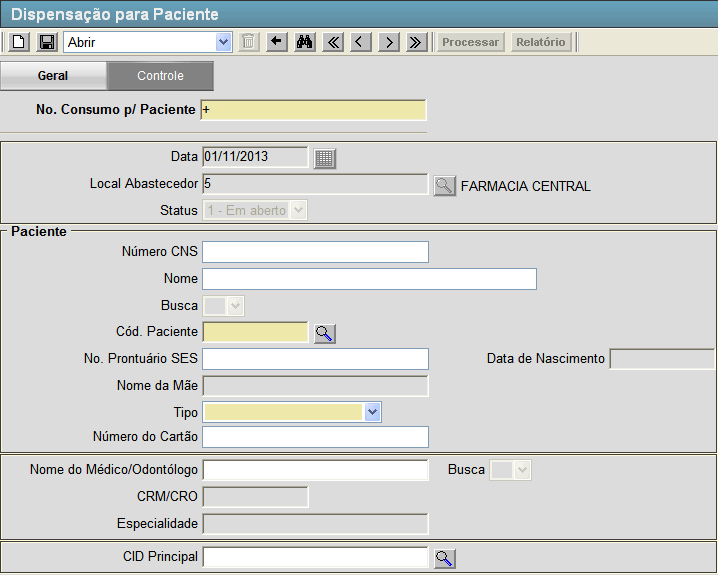 Dispensação para Paciente
Abrir Processar Relatório
Geral Controle
No. Consumo p/ Paciente +
Data 01/11/2013
Local Abastecedor 5 FARMACIA CENTRAL
Status 1 - Em aberto
Paciente
Número CNS
Nome
Busca
Cód. Paciente
No. Prontuário SES Data de Nascimento
Nome da Mãe
Tipo
Número do Cartão
Nome do Médico/Odontólogo Busca
CRM/CRO
Especialidade
CID Principal